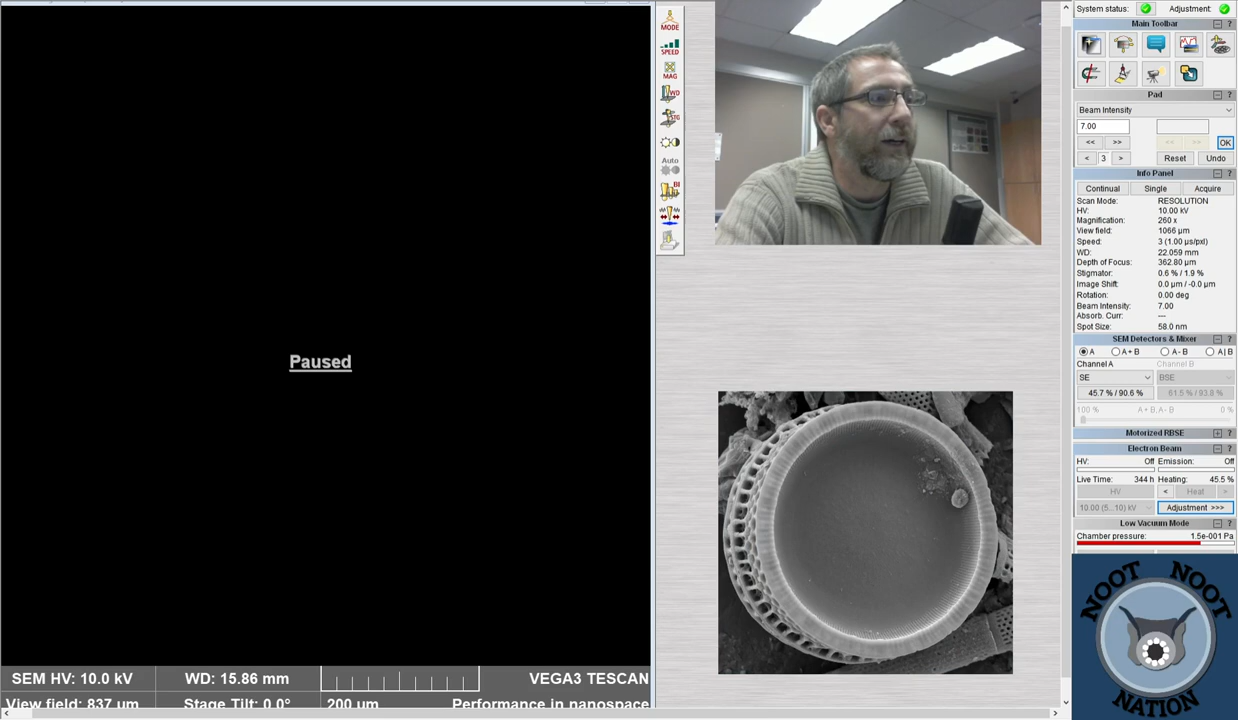 System status: Adjustment:
Main Toolbar
MODE
SPEED
MAG
WD
STG
Auto
BI
Pad
Beam Intensity
7.00
<< >> << >> OK
< 3 > Reset Undo
Info Panel
Continual Single Acquire
Scan Mode: RESOLUTION
HV: 10.00 kV
Magnification: 260 x
View field: 1066 µm
Speed: 3 (1.00 µs/pxl)
WD: 22.059 mm
Depth of Focus: 362.80 µm
Stigmator: 0.6 % / 1.9 %
Image Shift: 0.0 µm / -0.0 µm
Rotation: 0.00 deg
Beam Intensity: 7.00
Absorb. Curr: ---
Spot Size: 58.0 nm
SEM Detectors & Mixer
A A + B A - B A | B
Channel A Channel B
SE BSE
45.7 % / 90.6 % 61.5 % / 93.8 %
100 % A + B, A - B 0 %
Motorized RBSE
Electron Beam
HV: Off Emission: Off
Live Time: 344 h Heating: 45.5 %
HV < Heat >
10.00 (5...10) kV Adjustment >>>
Low Vacuum Mode
Chamber pressure: 1.5e-001 Pa
Paused
SEM HV: 10.0 kV WD: 15.86 mm VEGA3 TESCAN
View field: 837 µm Stage Tilt: 0.0° 200 µm Performance in nanospace
NOOT NOOT
NATION